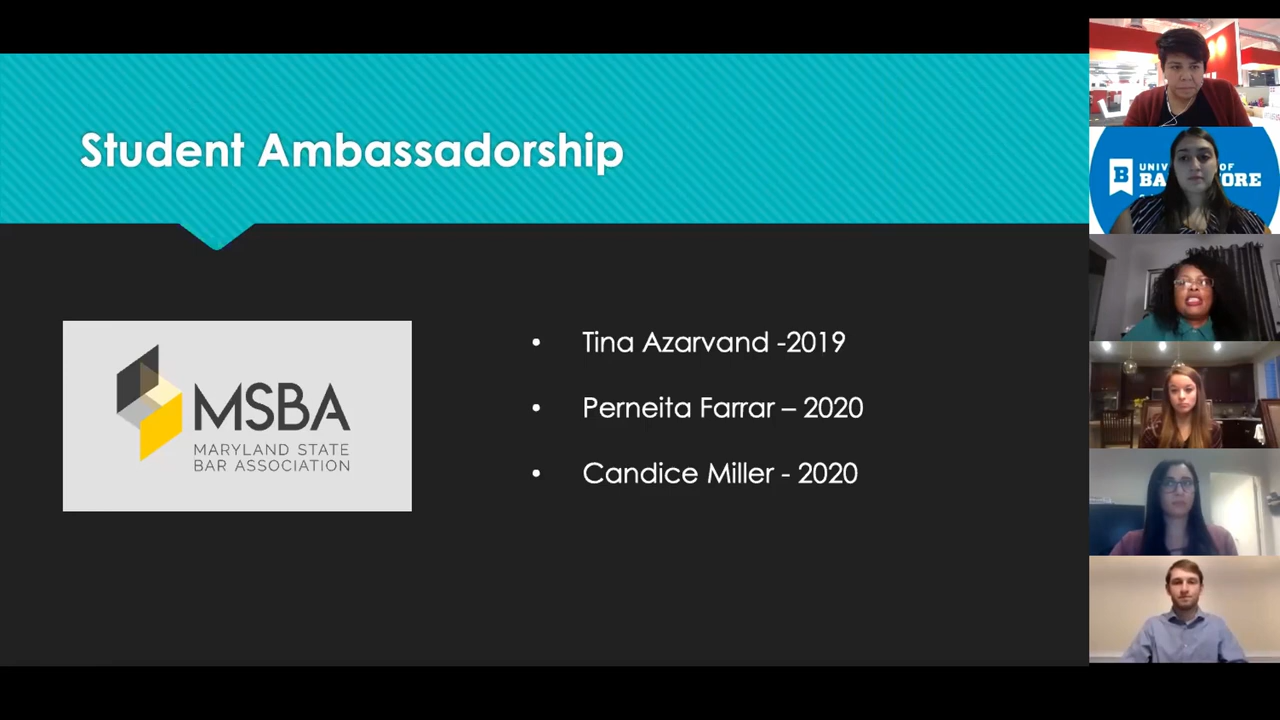 Student Ambassadorship
MSBA
MARYLAND STATE
BAR ASSOCIATION
• Tina Azarvand -2019
• Perneita Farrar – 2020
• Candice Miller - 2020
B